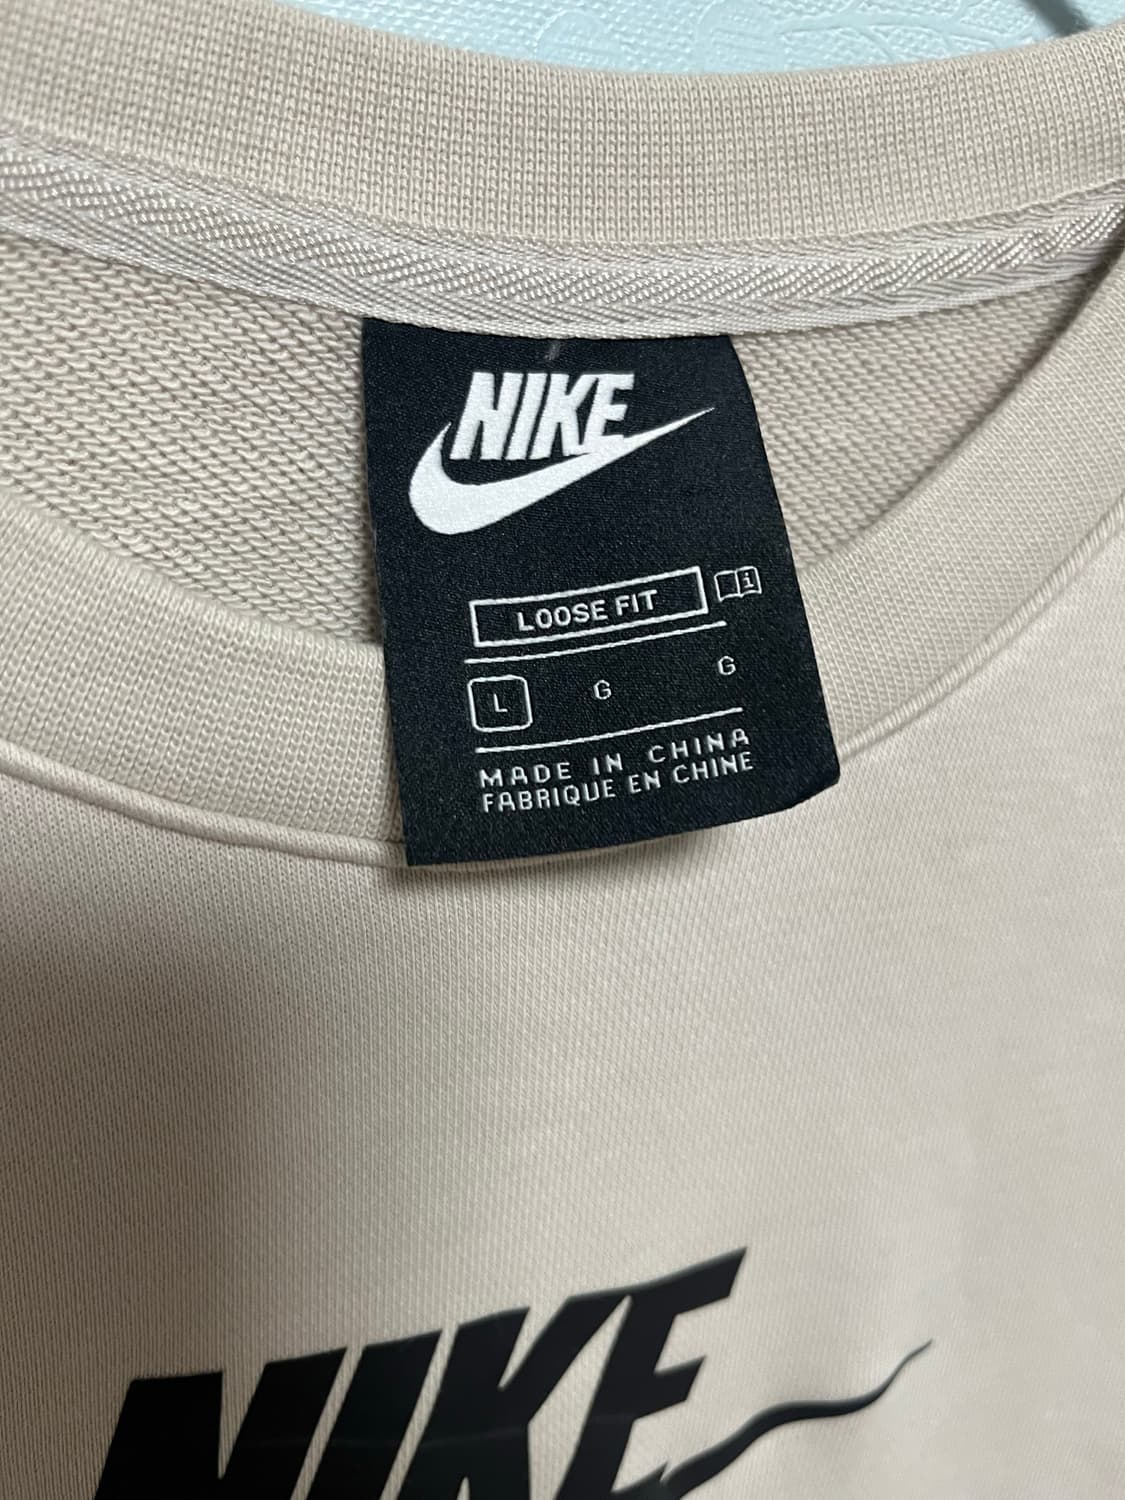 NIKE
LOOSE FIT
L G G
MADE IN CHINA
FABRIQUE EN CHINE
NIKE